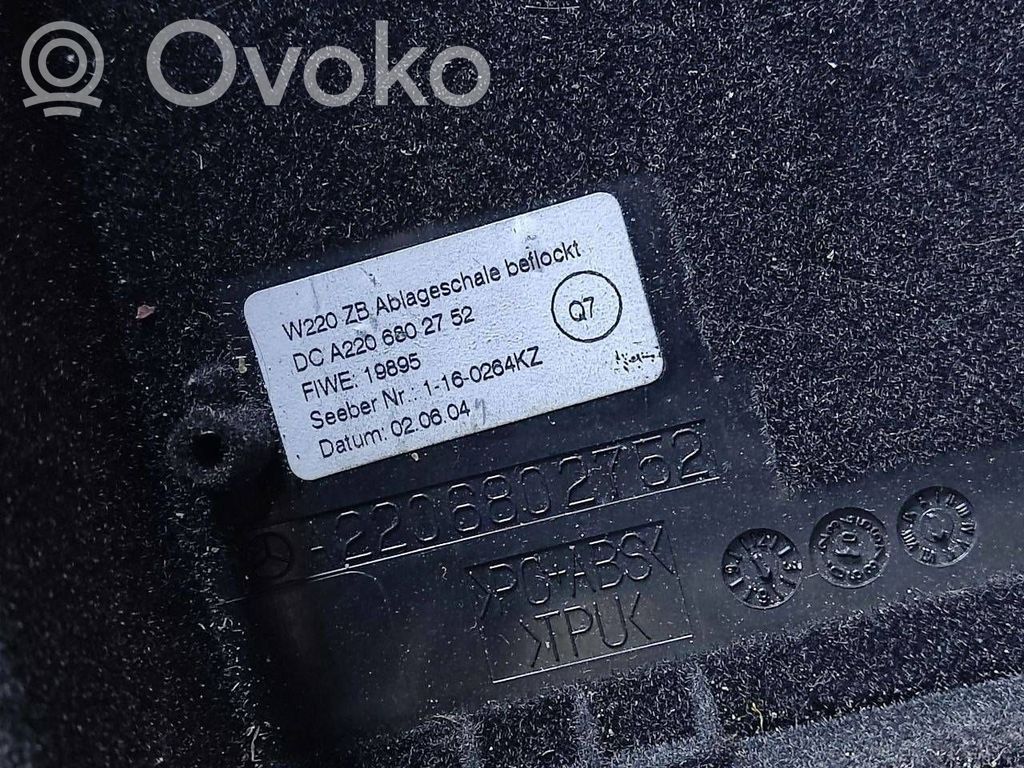 Ovoko
W220 ZB Ablageschale beflockt
DC A220 680 27 52
FIWE: 19895
Seeber Nr.: 1-16-0264KZ
Datum: 02.06.04
Q7
-2206802752
>PC+ABS<
>TPU<